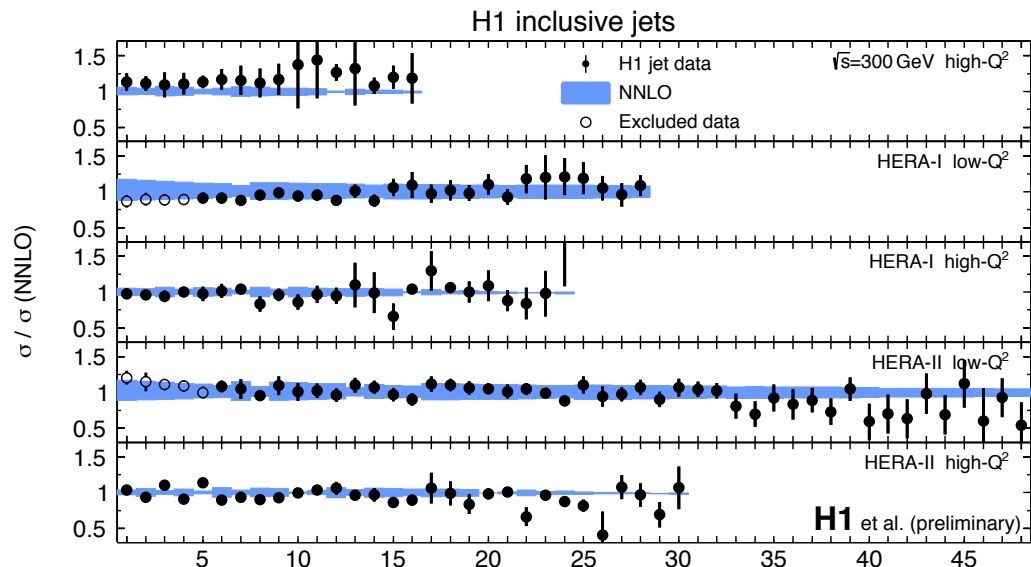 H1 inclusive jets
σ / σ (NNLO)
1.5
1
0.5
√s=300 GeV high-Q²
H1 jet data
NNLO
Excluded data
1.5
1
0.5
HERA-I low-Q²
1.5
1
0.5
HERA-I high-Q²
1.5
1
0.5
HERA-II low-Q²
1.5
1
0.5
HERA-II high-Q²
H1 et al. (preliminary)
5 10 15 20 25 30 35 40 45